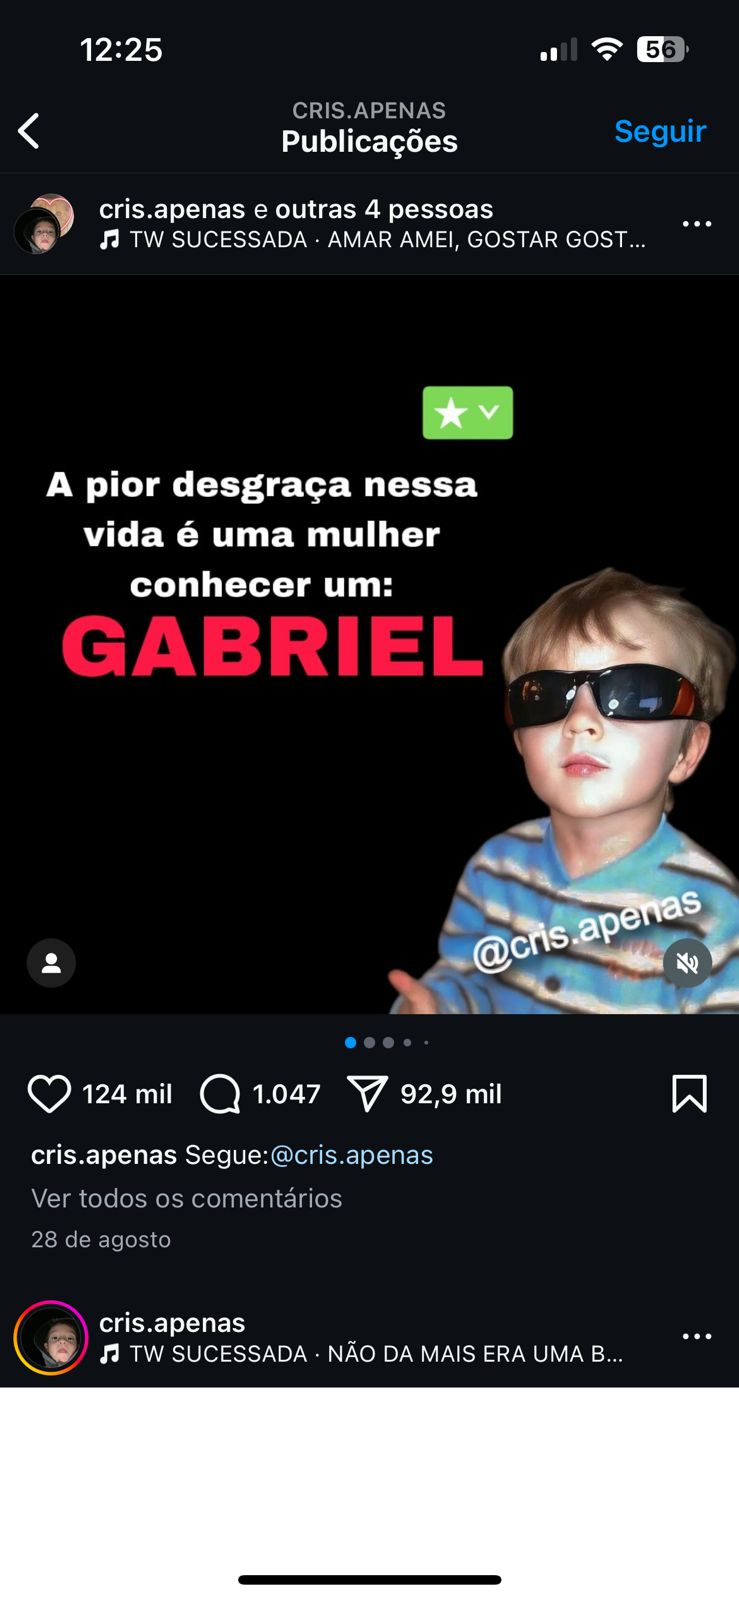 12:25
56
CRIS.APENAS
Publicações
Seguir
cris.apenas e outras 4 pessoas
TW SUCESSADA · AMAR AMEI, GOSTAR GOST...
A pior desgraça nessa
vida é uma mulher
conhecer um:
GABRIEL
@cris.apenas
124 mil
1.047
92,9 mil
cris.apenas Segue:@cris.apenas
Ver todos os comentários
28 de agosto
cris.apenas
TW SUCESSADA · NÃO DA MAIS ERA UMA B...